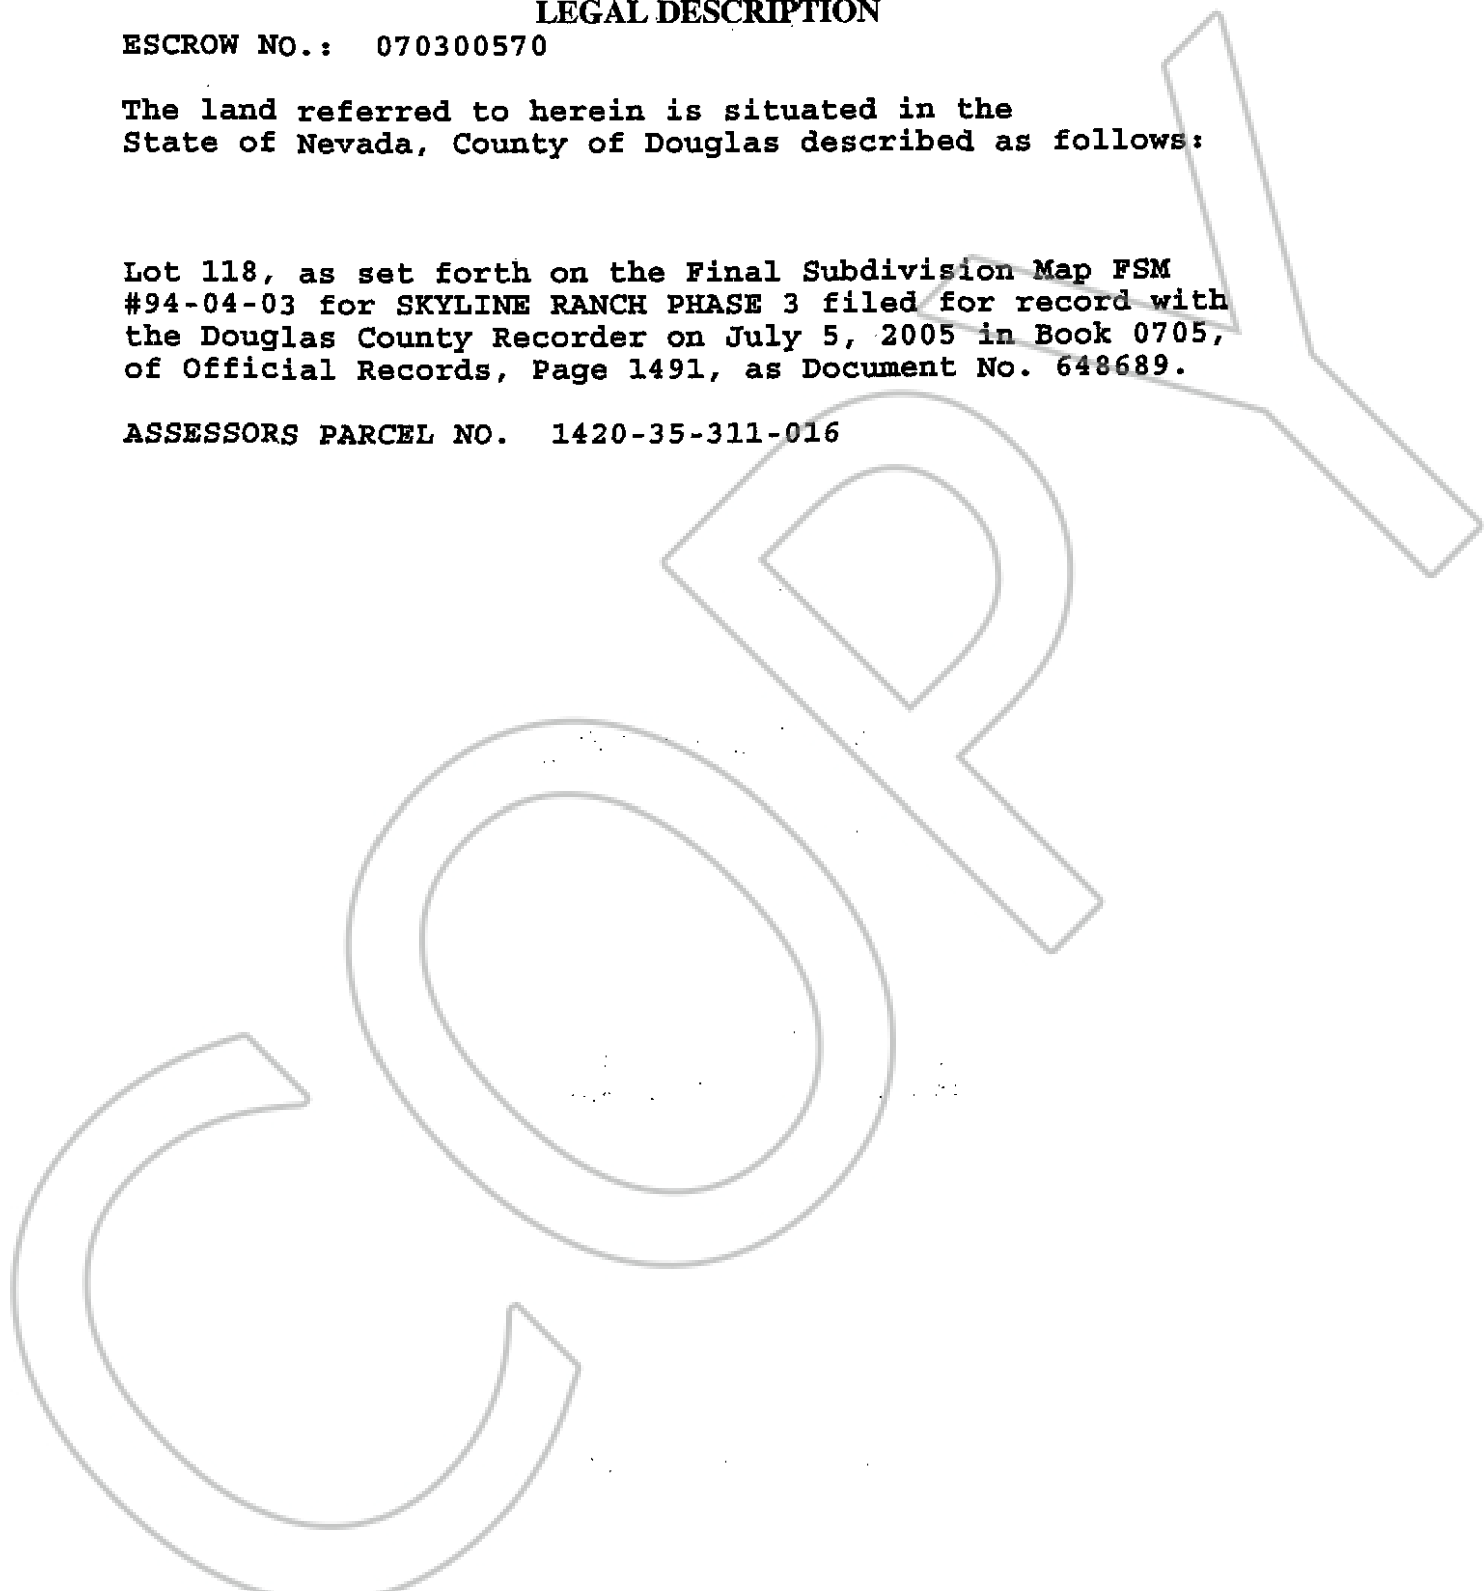 LEGAL DESCRIPTION
ESCROW NO.: 070300570
The land referred to herein is situated in the
State of Nevada, County of Douglas described as follows:
Lot 118, as set forth on the Final Subdivision Map FSM
#94-04-03 for SKYLINE RANCH PHASE 3 filed for record with
the Douglas County Recorder on July 5, 2005 in Book 0705,
of Official Records, Page 1491, as Document No. 648689.
ASSESSORS PARCEL NO. 1420-35-311-016
COPY